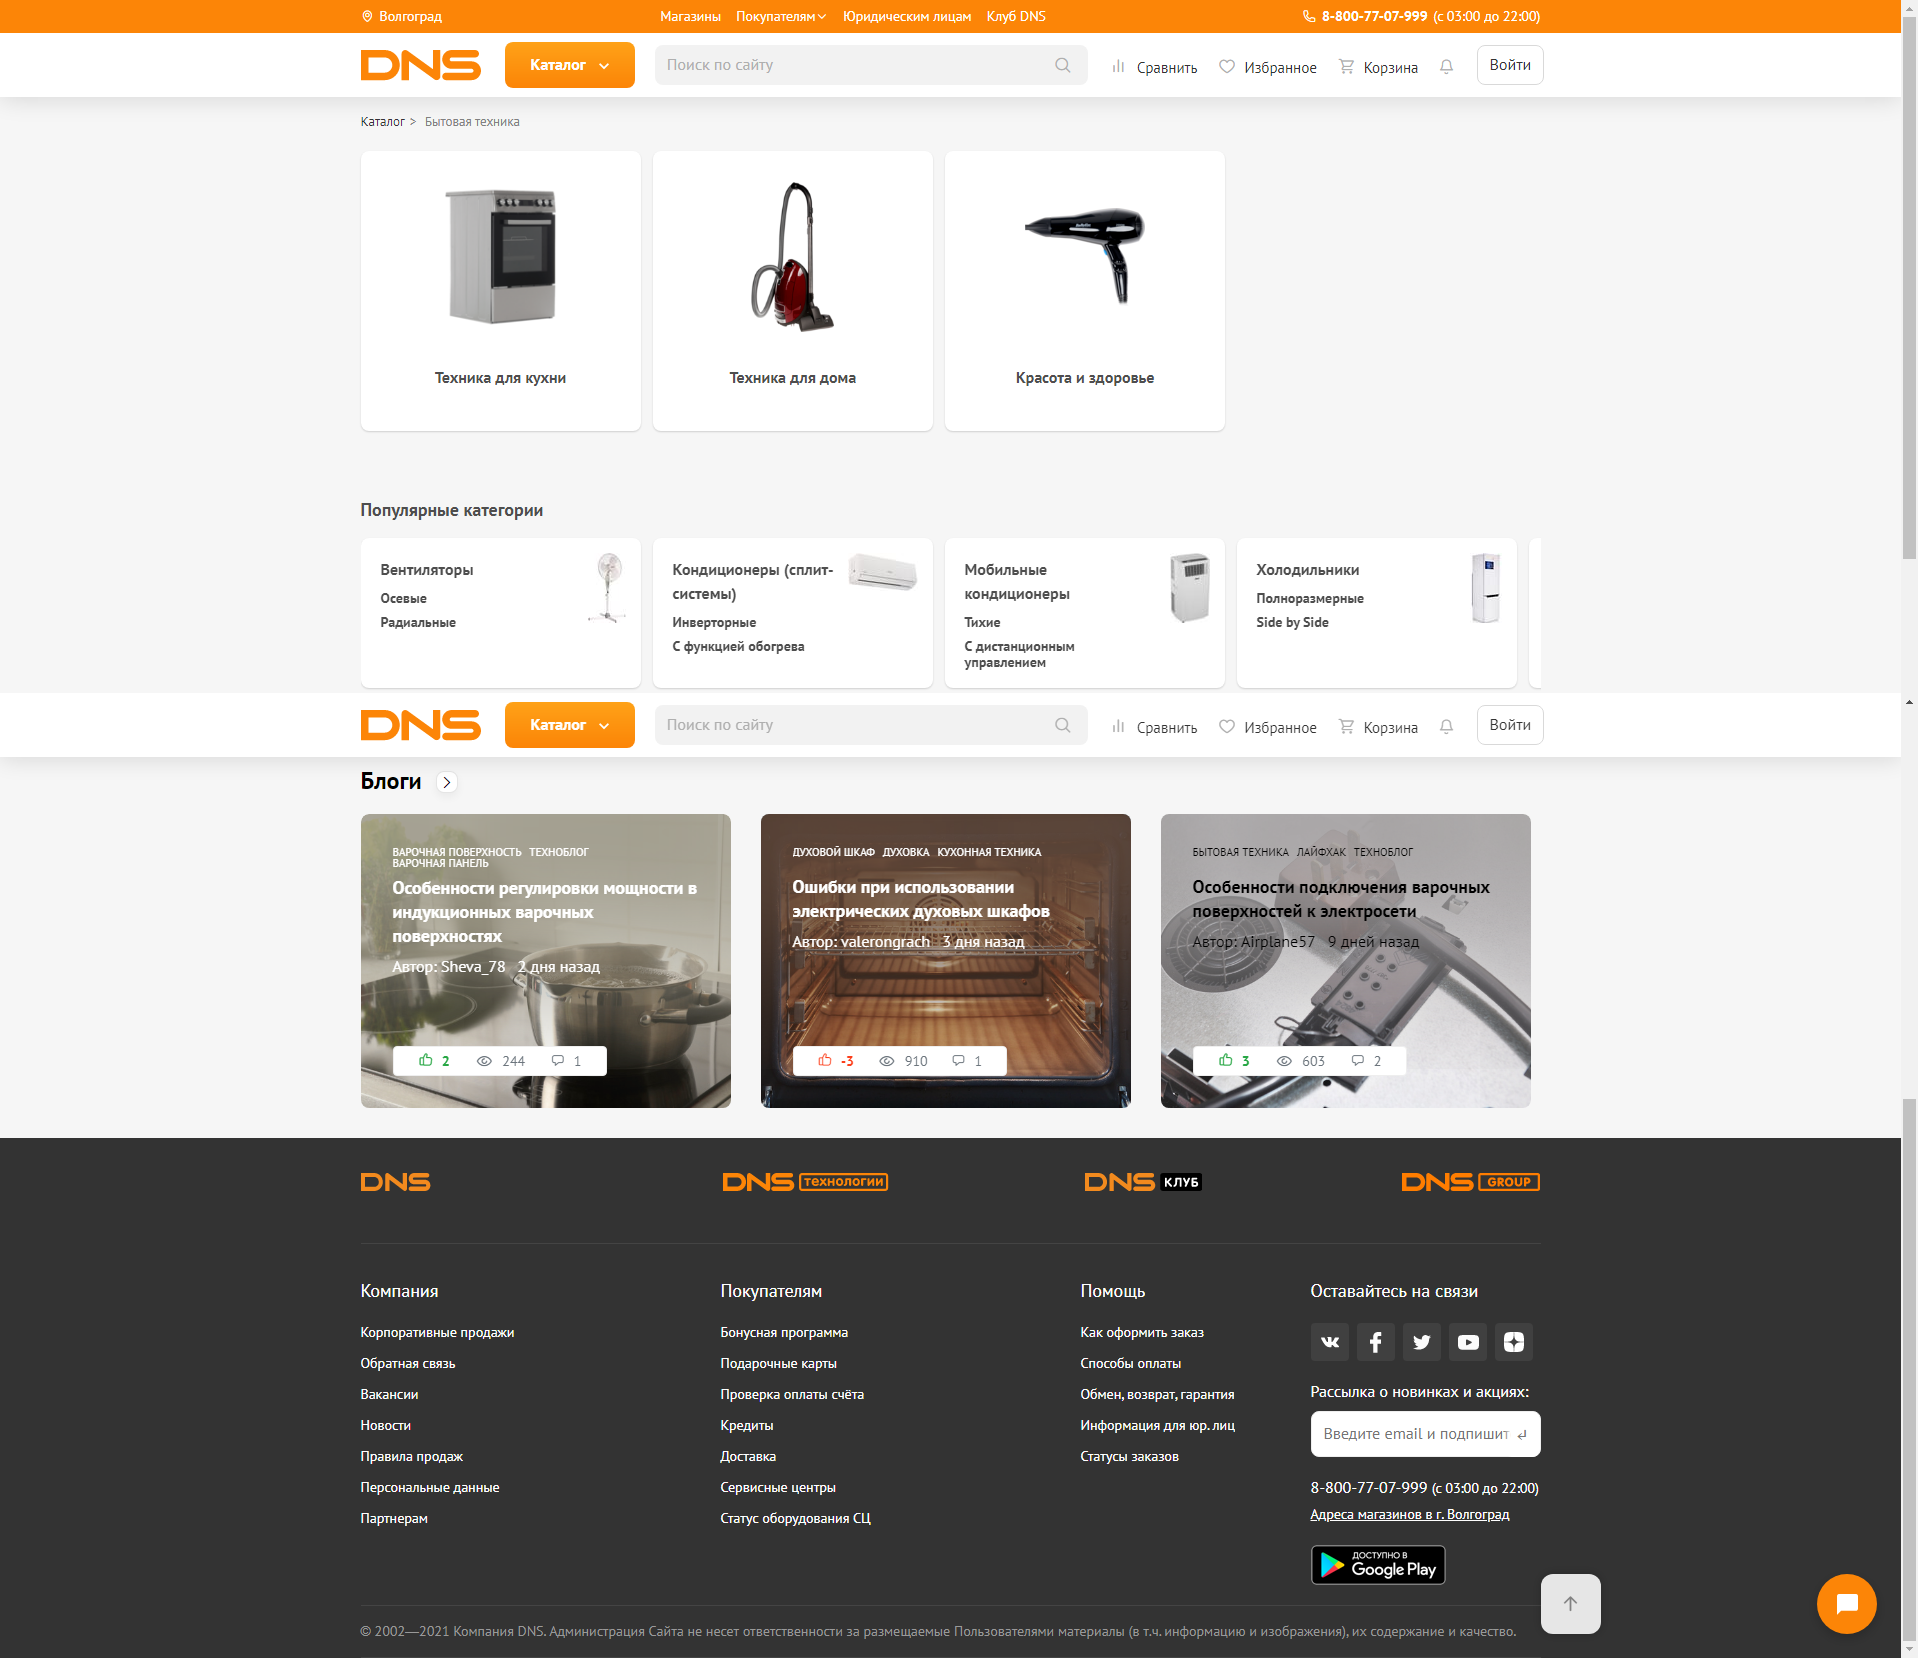 Волгоград
Магазины Покупателям Юридическим лицам Клуб DNS
8-800-77-07-999 (с 03:00 до 22:00)
DNS
Каталог
Поиск по сайту
Сравнить
Избранное
Корзина
Войти
Каталог > Бытовая техника
Техника для кухни
Техника для дома
Красота и здоровье
Популярные категории
Вентиляторы
Осевые
Радиальные
Кондиционеры (сплит-
системы)
Инверторные
С функцией обогрева
Мобильные
кондиционеры
Тихие
С дистанционным
управлением
Холодильники
Полноразмерные
Side by Side
DNS
Каталог
Поиск по сайту
Сравнить
Избранное
Корзина
Войти
Блоги
ВАРОЧНАЯ ПОВЕРХНОСТЬ ТЕХНОБЛОГ
ВАРОЧНАЯ ПАНЕЛЬ
Особенности регулировки мощности в
индукционных варочных
поверхностях
Автор: Sheva_78 2 дня назад
2 244 1
ДУХОВОЙ ШКАФ ДУХОВКА КУХОННАЯ ТЕХНИКА
Ошибки при использовании
электрических духовых шкафов
Автор: valerongrach 3 дня назад
-3 910 1
БЫТОВАЯ ТЕХНИКА ЛАЙФХАК ТЕХНОБЛОГ
Особенности подключения варочных
поверхностей к электросети
Автор: Airplane57 9 дней назад
3 603 2
DNS
DNS ТЕХНОЛОГИИ
DNS КЛУБ
DNS GROUP
Компания
Корпоративные продажи
Обратная связь
Вакансии
Новости
Правила продаж
Персональные данные
Партнерам
Покупателям
Бонусная программа
Подарочные карты
Проверка оплаты счёта
Кредиты
Доставка
Сервисные центры
Статус оборудования СЦ
Помощь
Как оформить заказ
Способы оплаты
Обмен, возврат, гарантия
Информация для юр. лиц
Статусы заказов
Оставайтесь на связи
Рассылка о новинках и акциях:
Введите email и подпишит
8-800-77-07-999 (с 03:00 до 22:00)
Адреса магазинов в г. Волгоград
ДОСТУПНО В
Google Play
© 2002—2021 Компания DNS. Администрация Сайта не несет ответственности за размещаемые Пользователями материалы (в т.ч. информацию и изображения), их содержание и качество.